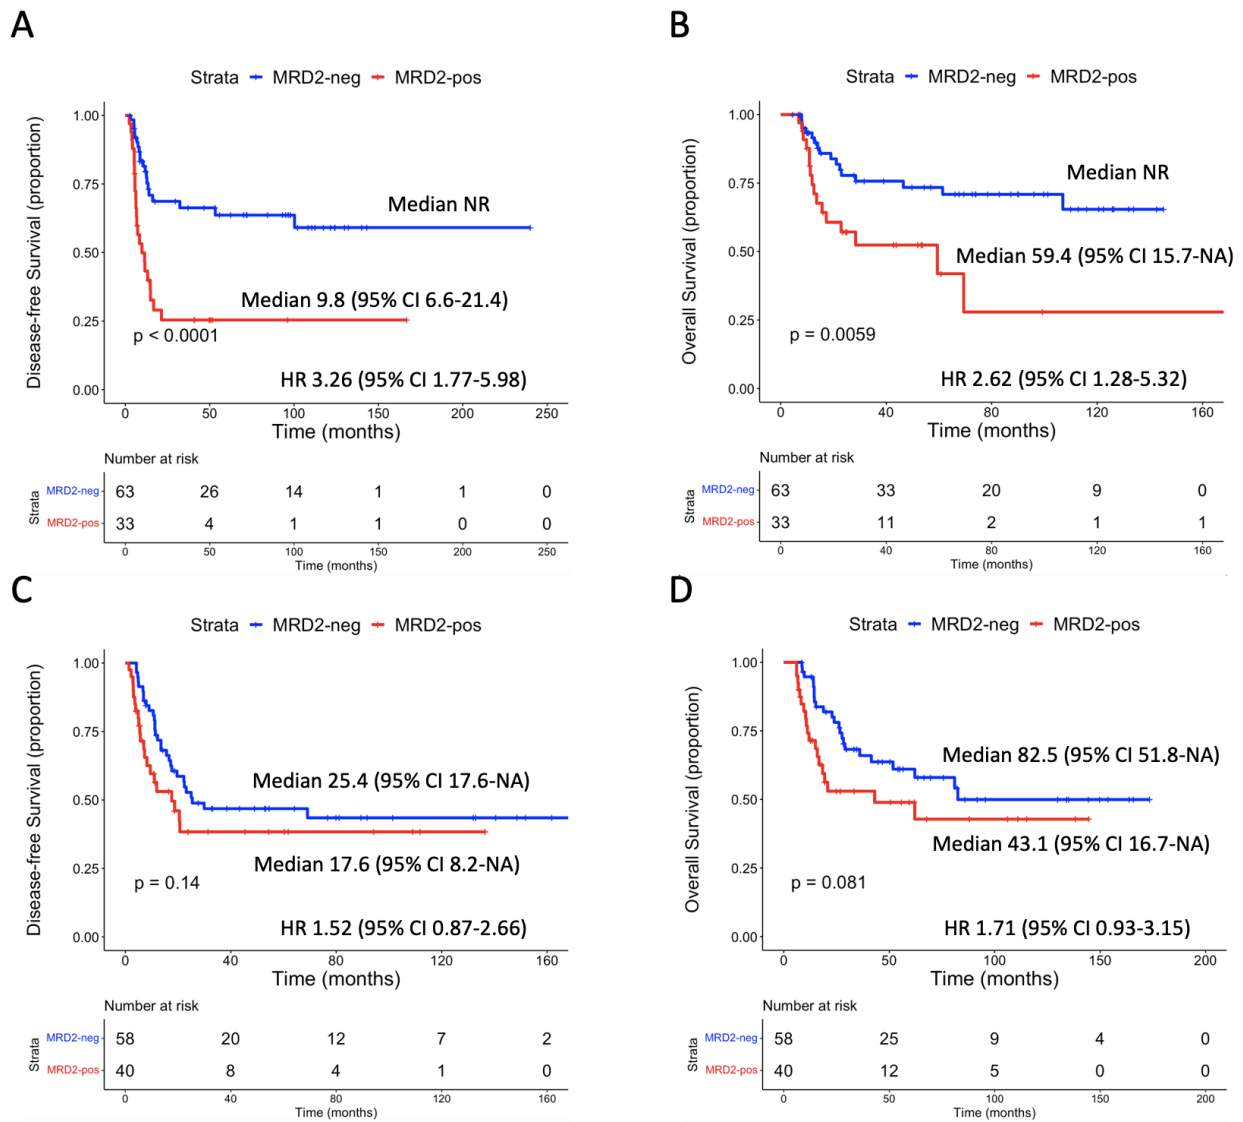 A
Strata MRD2-neg MRD2-pos
Disease-free Survival (proportion)
1.00
0.75
0.50
0.25
0.00
Median NR
Median 9.8 (95% CI 6.6-21.4)
p < 0.0001
HR 3.26 (95% CI 1.77-5.98)
0 50 100 150 200 250
Time (months)
Number at risk
Strata
MRD2-neg 63 26 14 1 1 0
MRD2-pos 33 4 1 1 0 0
0 50 100 150 200 250
Time (months)
B
Strata MRD2-neg MRD2-pos
Overall Survival (proportion)
1.00
0.75
0.50
0.25
0.00
Median NR
Median 59.4 (95% CI 15.7-NA)
p = 0.0059
HR 2.62 (95% CI 1.28-5.32)
0 40 80 120 160
Time (months)
Number at risk
Strata
MRD2-neg 63 33 20 9 0
MRD2-pos 33 11 2 1 1
0 40 80 120 160
Time (months)
C
Strata MRD2-neg MRD2-pos
Disease-free Survival (proportion)
1.00
0.75
0.50
0.25
0.00
Median 25.4 (95% CI 17.6-NA)
Median 17.6 (95% CI 8.2-NA)
p = 0.14
HR 1.52 (95% CI 0.87-2.66)
0 40 80 120 160
Time (months)
Number at risk
Strata
MRD2-neg 58 20 12 7 2
MRD2-pos 40 8 4 1 0
0 40 80 120 160
Time (months)
D
Strata MRD2-neg MRD2-pos
Overall Survival (proportion)
1.00
0.75
0.50
0.25
0.00
Median 82.5 (95% CI 51.8-NA)
Median 43.1 (95% CI 16.7-NA)
p = 0.081
HR 1.71 (95% CI 0.93-3.15)
0 50 100 150 200
Time (months)
Number at risk
Strata
MRD2-neg 58 25 9 4 0
MRD2-pos 40 12 5 0 0
0 50 100 150 200
Time (months)